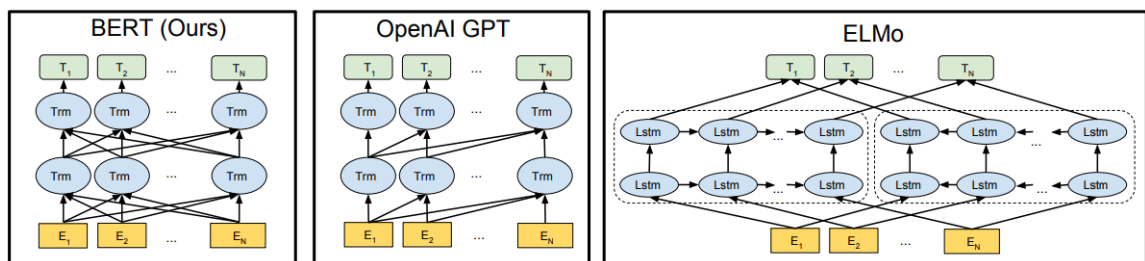 BERT (Ours)
T1 T2 ... TN
Trm Trm ... Trm
Trm Trm ... Trm
E1 E2 ... EN
OpenAI GPT
T1 T2 ... TN
Trm Trm ... Trm
Trm Trm ... Trm
E1 E2 ... EN
ELMo
T1 T2 ... TN
Lstm Lstm ... Lstm Lstm Lstm ... Lstm
Lstm Lstm ... Lstm Lstm Lstm ... Lstm
E1 E2 ... EN